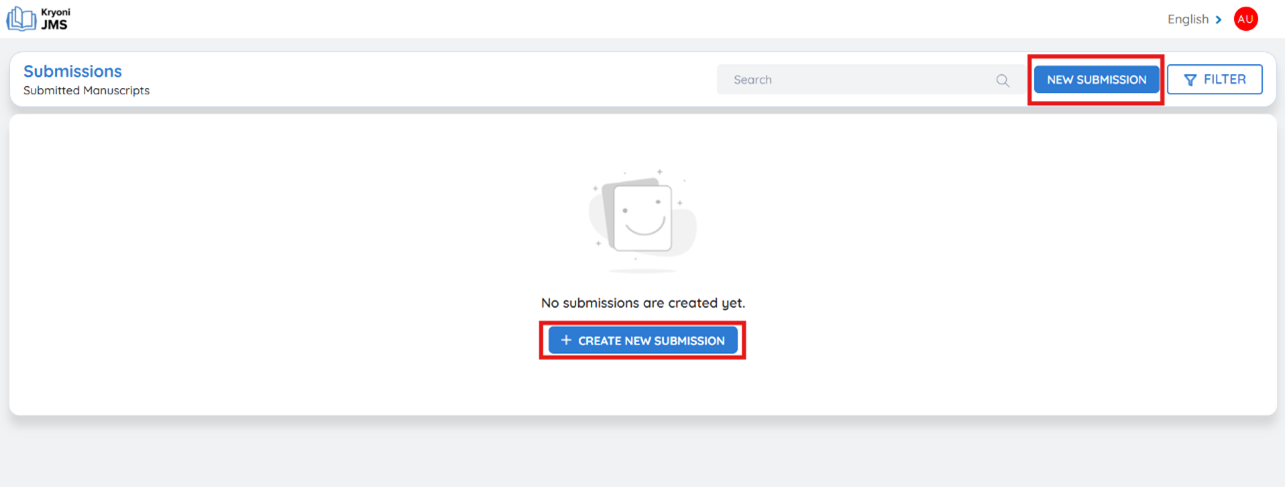 Kryoni
JMS
English
AU
Submissions
Submitted Manuscripts
Search
NEW SUBMISSION
FILTER
No submissions are created yet.
+ CREATE NEW SUBMISSION